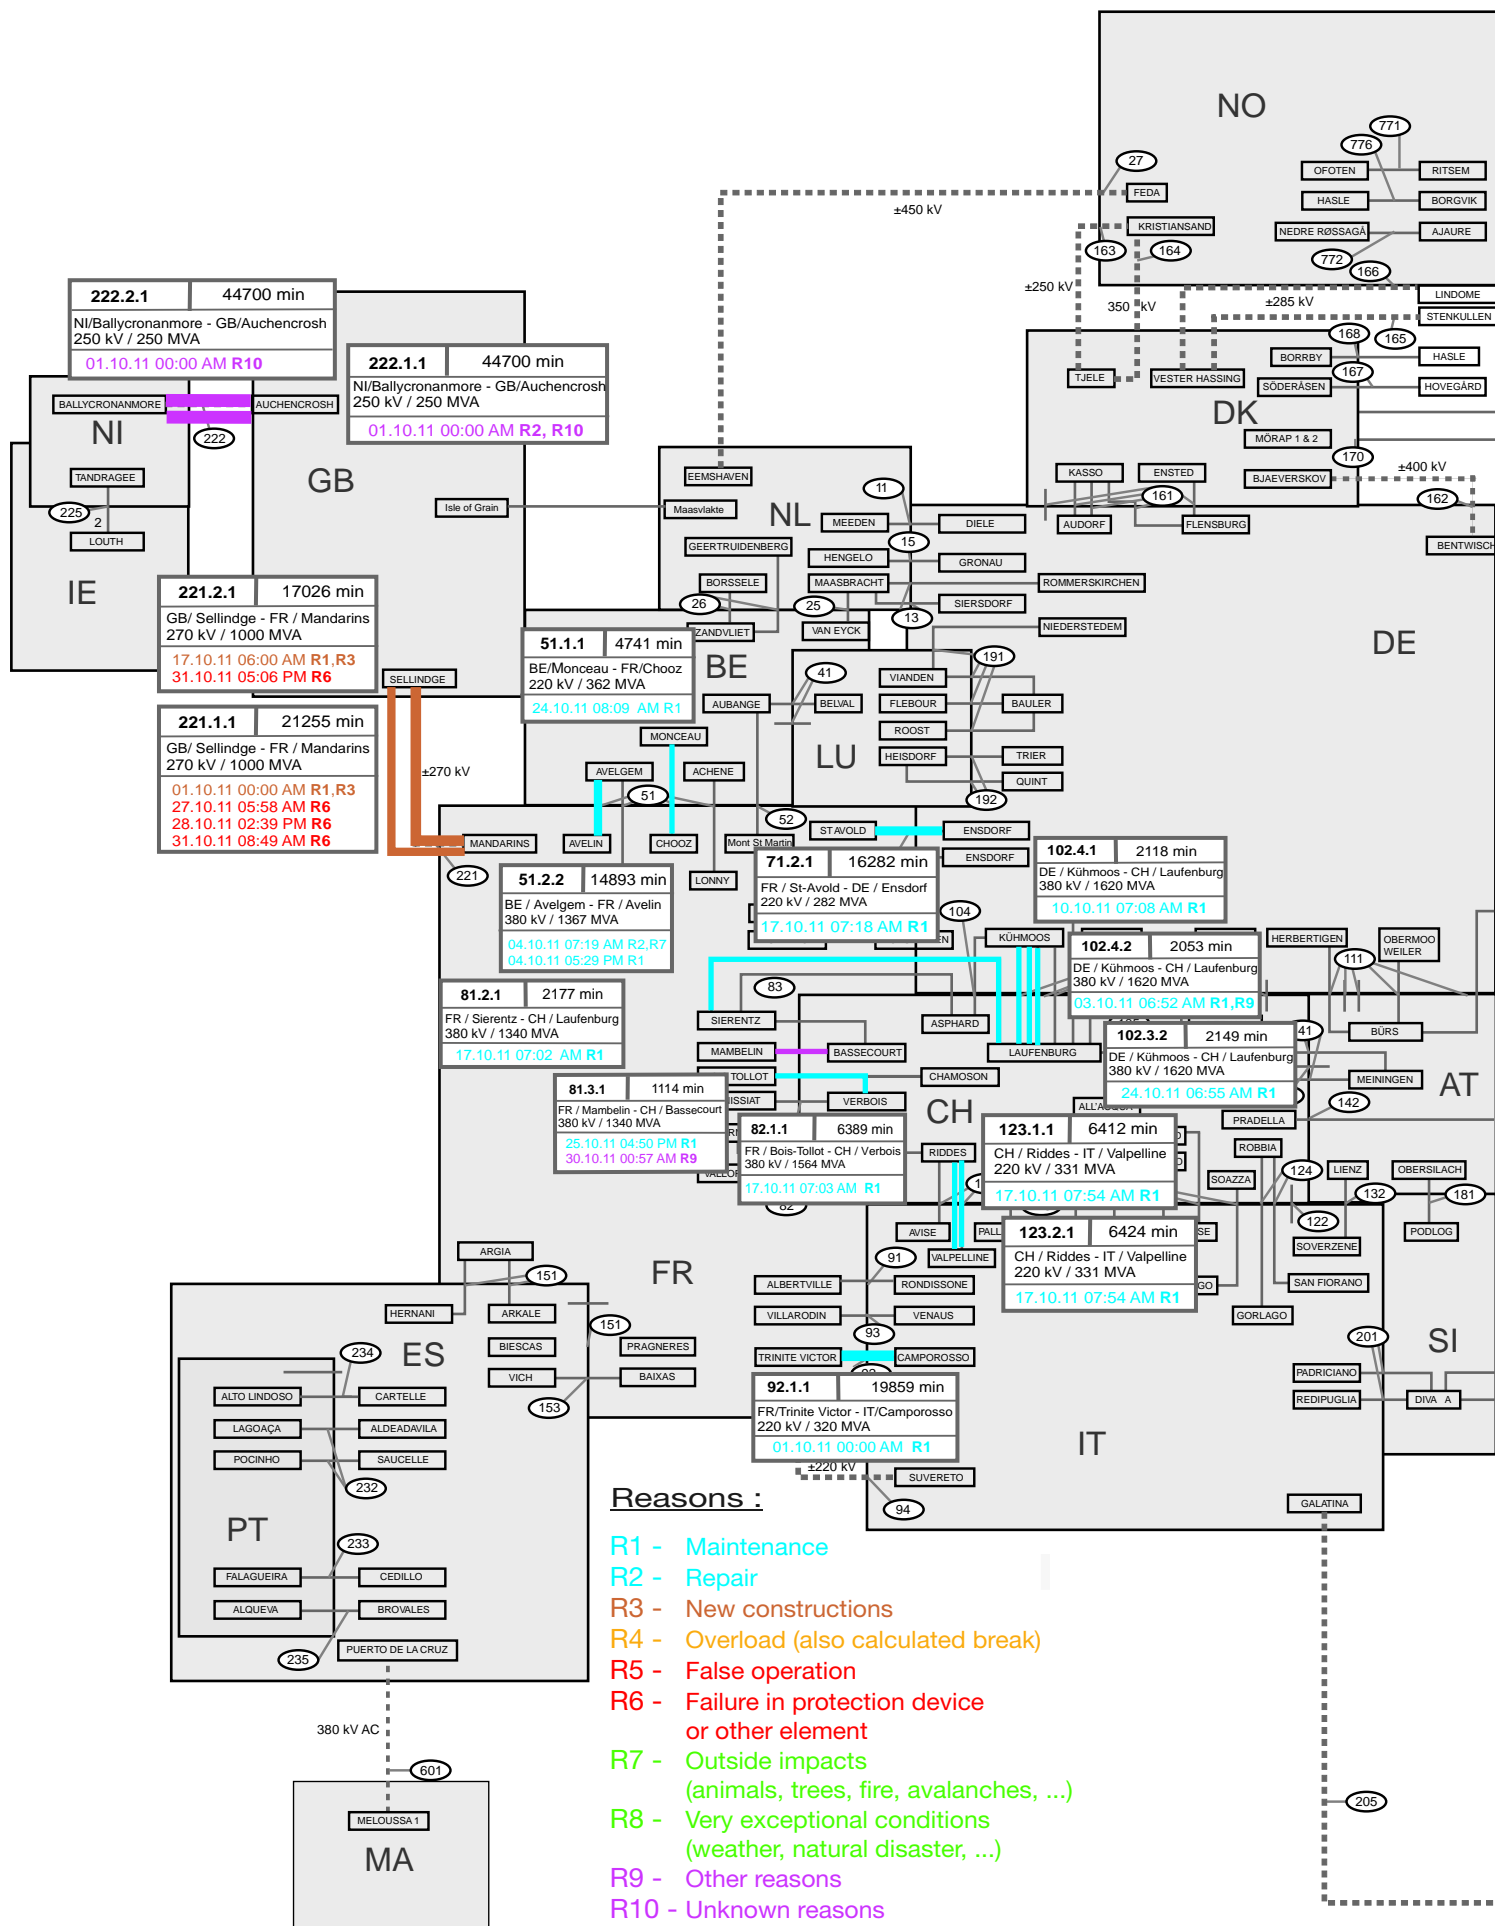 NO
771
776
27
OFOTEN
RITSEM
FEDA
HASLE
BORGVIK
±450 kV
KRISTIANSAND
NEDRE RØSSAGÅ
AJAURE
163
164
772
166
±250 kV
350 kV
±285 kV
LINDOME
STENKULLEN
168
165
BORRBY
HASLE
167
TJELE
VESTER HASSING
SÖDERÅSEN
HOVEGÅRD
DK
MÖRAP 1 & 2
170
KASSO
ENSTED
BJAEVERSKOV
±400 kV
161
162
AUDORF
FLENSBURG
BENTWISCH
222.2.1
44700 min
NI/Ballycronanmore - GB/Auchencrosh
250 kV / 250 MVA
01.10.11 00:00 AM R10
222.1.1
44700 min
NI/Ballycronanmore - GB/Auchencrosh
250 kV / 250 MVA
01.10.11 00:00 AM R2, R10
BALLYCRONANMORE
AUCHENCROSH
NI
222
TANDRAGEE
GB
225
2
LOUTH
IE
Isle of Grain
EEMSHAVEN
Maasvlakte
NL
11
MEEDEN
DIELE
GEERTRUIDENBERG
15
HENGELO
GRONAU
BORSSELE
MAASBRACHT
ROMMERSKIRCHEN
26
25
SIERSDORF
13
ZANDVLIET
VAN EYCK
NIEDERSTEDEM
DE
221.2.1
17026 min
GB/ Sellindge - FR / Mandarins
270 kV / 1000 MVA
17.10.11 06:00 AM R1,R3
31.10.11 05:06 PM R6
51.1.1
4741 min
BE/Monceau - FR/Chooz
220 kV / 362 MVA
24.10.11 08:09 AM R1
BE
41
191
VIANDEN
SELLINDGE
AUBANGE
BELVAL
FLEBOUR
BAULER
221.1.1
21255 min
GB/ Sellindge - FR / Mandarins
270 kV / 1000 MVA
01.10.11 00:00 AM R1,R3
27.10.11 05:58 AM R6
28.10.11 02:39 PM R6
31.10.11 08:49 AM R6
MONCEAU
ROOST
LU
HEISDORF
TRIER
±270 kV
AVELGEM
ACHENE
QUINT
51
192
52
ST AVOLD
ENSDORF
MANDARINS
AVELIN
CHOOZ
Mont St Martin
ENSDORF
221
LONNY
51.2.2
14893 min
BE / Avelgem - FR / Avelin
380 kV / 1367 MVA
04.10.11 07:19 AM R2,R7
04.10.11 05:29 PM R1
71.2.1
16282 min
FR / St-Avold - DE / Ensdorf
220 kV / 282 MVA
17.10.11 07:18 AM R1
102.4.1
2118 min
DE / Kühmoos - CH / Laufenburg
380 kV / 1620 MVA
10.10.11 07:08 AM R1
104
EN
KÜHMOOS
HERBERTIGEN
OBERMOO
WEILER
111
102.4.2
2053 min
DE / Kühmoos - CH / Laufenburg
380 kV / 1620 MVA
03.10.11 06:52 AM R1,R9
81.2.1
2177 min
FR / Sierentz - CH / Laufenburg
380 kV / 1340 MVA
17.10.11 07:02 AM R1
83
SIERENTZ
ASPHARD
41
BÜRS
MAMBELIN
BASSECOURT
LAUFENBURG
102.3.2
2149 min
DE / Kühmoos - CH / Laufenburg
380 kV / 1620 MVA
24.10.11 06:55 AM R1
TOLLOT
CHAMOSON
MEININGEN
AT
81.3.1
1114 min
FR / Mambelin - CH / Bassecourt
380 kV / 1340 MVA
25.10.11 04:50 PM R1
30.10.11 00:57 AM R9
ISSIAT
VERBOIS
CH
ALL'ACQUA
142
PRADELLA
82.1.1
6389 min
FR / Bois-Tollot - CH / Verbois
380 kV / 1564 MVA
17.10.11 07:03 AM R1
RIDDES
123.1.1
6412 min
CH / Riddes - IT / Valpelline
220 kV / 331 MVA
17.10.11 07:54 AM R1
ROBBIA
124
LIENZ
OBERSILACH
VALLOR
SOAZZA
132
181
82
122
AVISE
PALL
SE
SOVERZENE
PODLOG
123.2.1
6424 min
CH / Riddes - IT / Valpelline
220 kV / 331 MVA
17.10.11 07:54 AM R1
VALPELLINE
ARGIA
FR
91
151
ALBERTVILLE
RONDISSONE
GO
SAN FIORANO
HERNANI
ARKALE
VILLARODIN
VENAUS
GORLAGO
151
93
201
SI
ES
BIESCAS
PRAGNERES
234
TRINITE VICTOR
CAMPOROSSO
VICH
BAIXAS
PADRICIANO
ALTO LINDOSO
CARTELLE
92.1.1
19859 min
FR/Trinite Victor - IT/Camporosso
220 kV / 320 MVA
01.10.11 00:00 AM R1
REDIPUGLIA
DIVA A
153
LAGOAÇA
ALDEADAVILA
IT
POCINHO
SAUCELLE
±220 kV
SUVERETO
232
94
GALATINA
PT
233
FALAGUEIRA
CEDILLO
ALQUEVA
BROVALES
235
PUERTO DE LA CRUZ
380 kV AC
601
MELOUSSA 1
MA
205
Reasons :
R1 - Maintenance
R2 - Repair
R3 - New constructions
R4 - Overload (also calculated break)
R5 - False operation
R6 - Failure in protection device
or other element
R7 - Outside impacts
(animals, trees, fire, avalanches, ...)
R8 - Very exceptional conditions
(weather, natural disaster, ...)
R9 - Other reasons
R10 - Unknown reasons